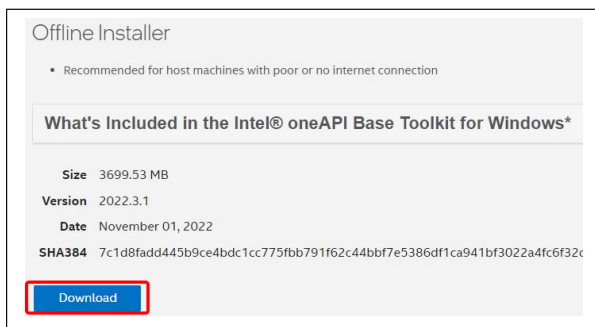 Offline Installer
• Recommended for host machines with poor or no internet connection
What's Included in the Intel® oneAPI Base Toolkit for Windows*
Size 3699.53 MB
Version 2022.3.1
Date November 01, 2022
SHA384 7c1d8fadd445b9ce4bdc1cc775fbb791f62c44bbf7e5386df1ca941bf3022a4fc6f32c
Download